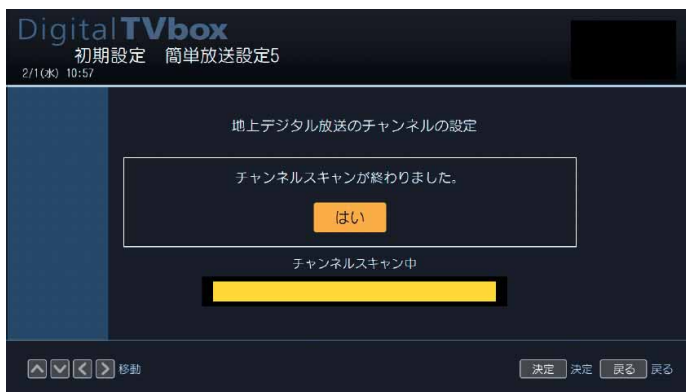 Digital TVbox
初期設定　簡単放送設定5
2/1(水) 10:57
地上デジタル放送のチャンネルの設定
チャンネルスキャンが終わりました。
はい
チャンネルスキャン中
移動
決定 決定 戻る 戻る